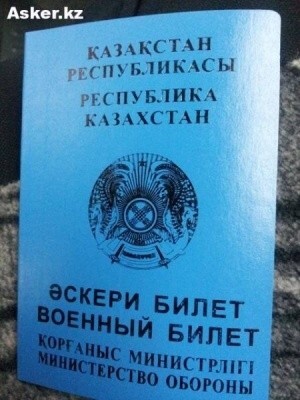 Asker.kz
ҚАЗАҚСТАН
РЕСПУБЛИКАСЫ
РЕСПУБЛИКА
КАЗАХСТАН
ӘСКЕРИ БИЛЕТ
ВОЕННЫЙ БИЛЕТ
ҚОРҒАНЫС МИНИСТРЛІГІ
МИНИСТЕРСТВО ОБОРОНЫ